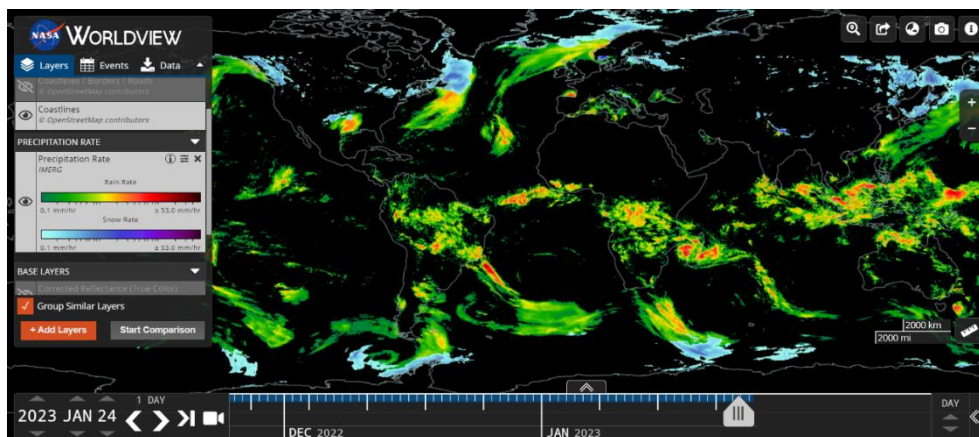 NASA WORLDVIEW
Layers Events Data
Coastlines / Borders / Roads
© OpenStreetMap contributors
Coastlines
© OpenStreetMap contributors
PRECIPITATION RATE
Precipitation Rate
IMERG
Rain Rate
0.1 mm/hr ≥ 53.0 mm/hr
Snow Rate
0.1 mm/hr ≥ 53.0 mm/hr
BASE LAYERS
Corrected Reflectance (True Color)
Group Similar Layers
+ Add Layers Start Comparison
2000 km
2000 mi
1 DAY
2023 JAN 24
DEC 2022
JAN 2023
DAY